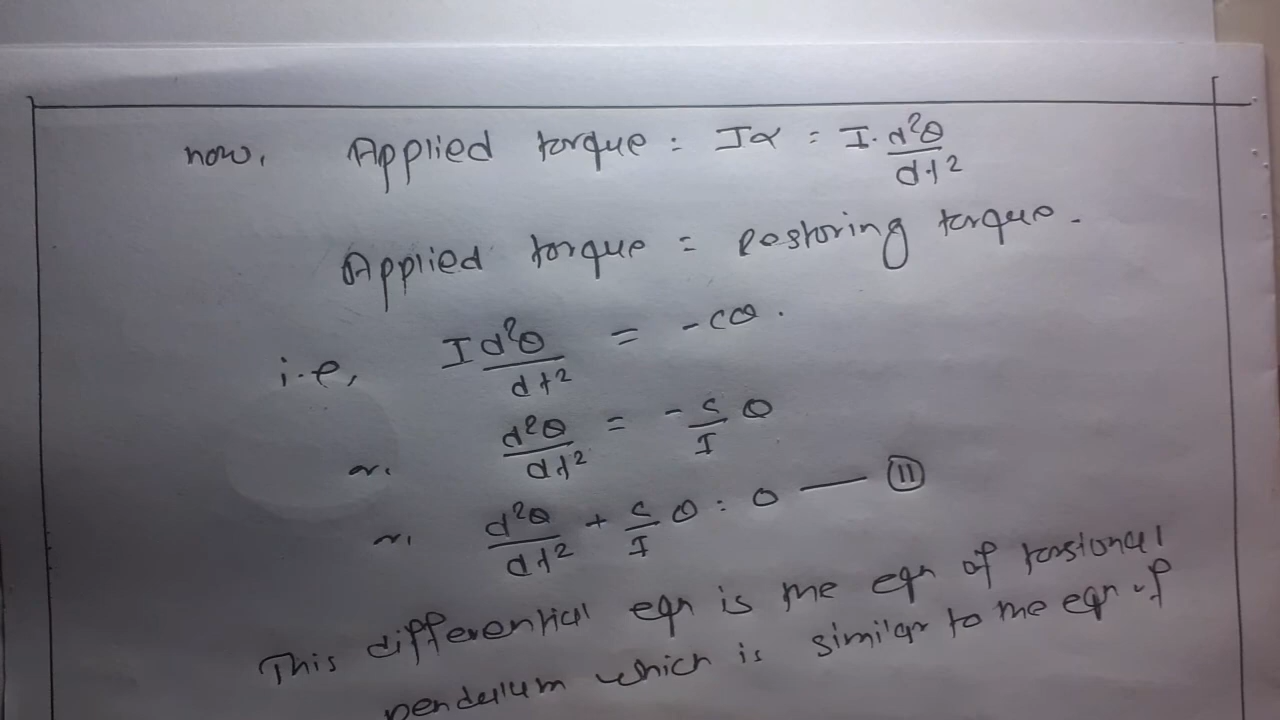 now, Applied torque = Iα = I. d²θ/dt²
Applied torque = Restoring torque.
i.e, I d²θ/dt² = -cθ.
or, d²θ/dt² = - c/I θ
or, d²θ/dt² + c/I θ = 0 — (11)
This differential eqn is the eqn of torsional
pendulum which is similar to the eqn of